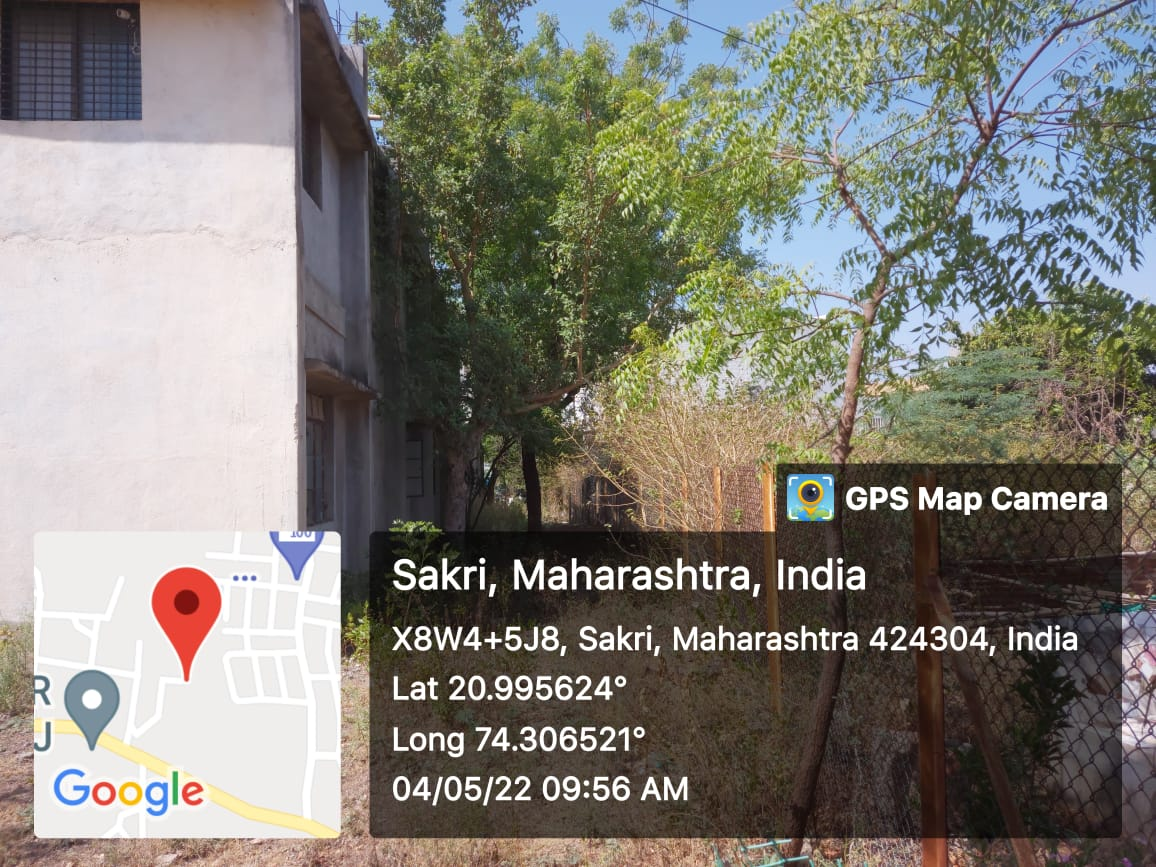 GPS Map Camera
Sakri, Maharashtra, India
X8W4+5J8, Sakri, Maharashtra 424304, India
Lat 20.995624°
Long 74.306521°
04/05/22 09:56 AM
100
R
J
Google